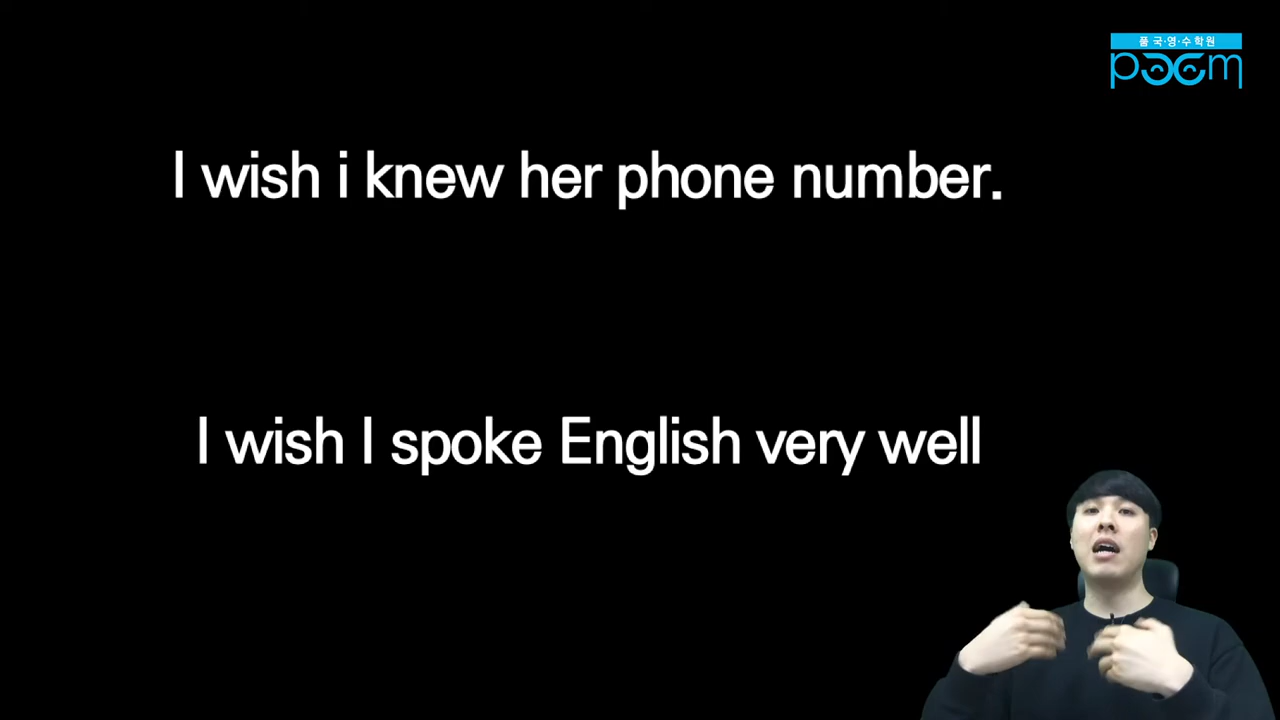 품 국·영·수 학원
poem
I wish i knew her phone number.
I wish I spoke English very well